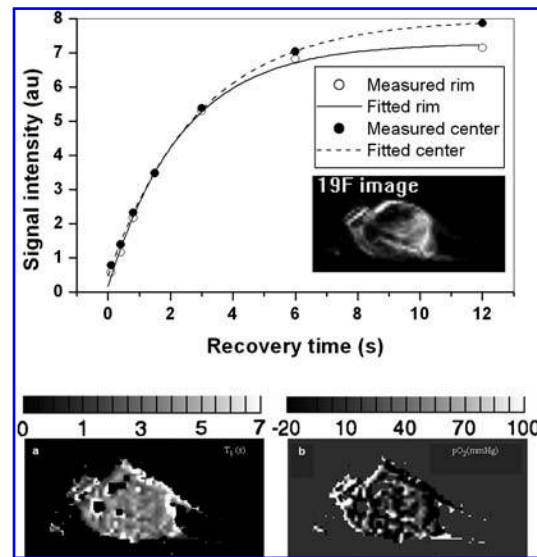 8
7
6
5
4
3
2
1
0
Signal intensity (au)
Measured rim
Fitted rim
Measured center
Fitted center
19F image
0 2 4 6 8 10 12
Recovery time (s)
0 1 3 5 7
-20 10 40 70 100
a T₁ (s)
b pO₂(mmHg)